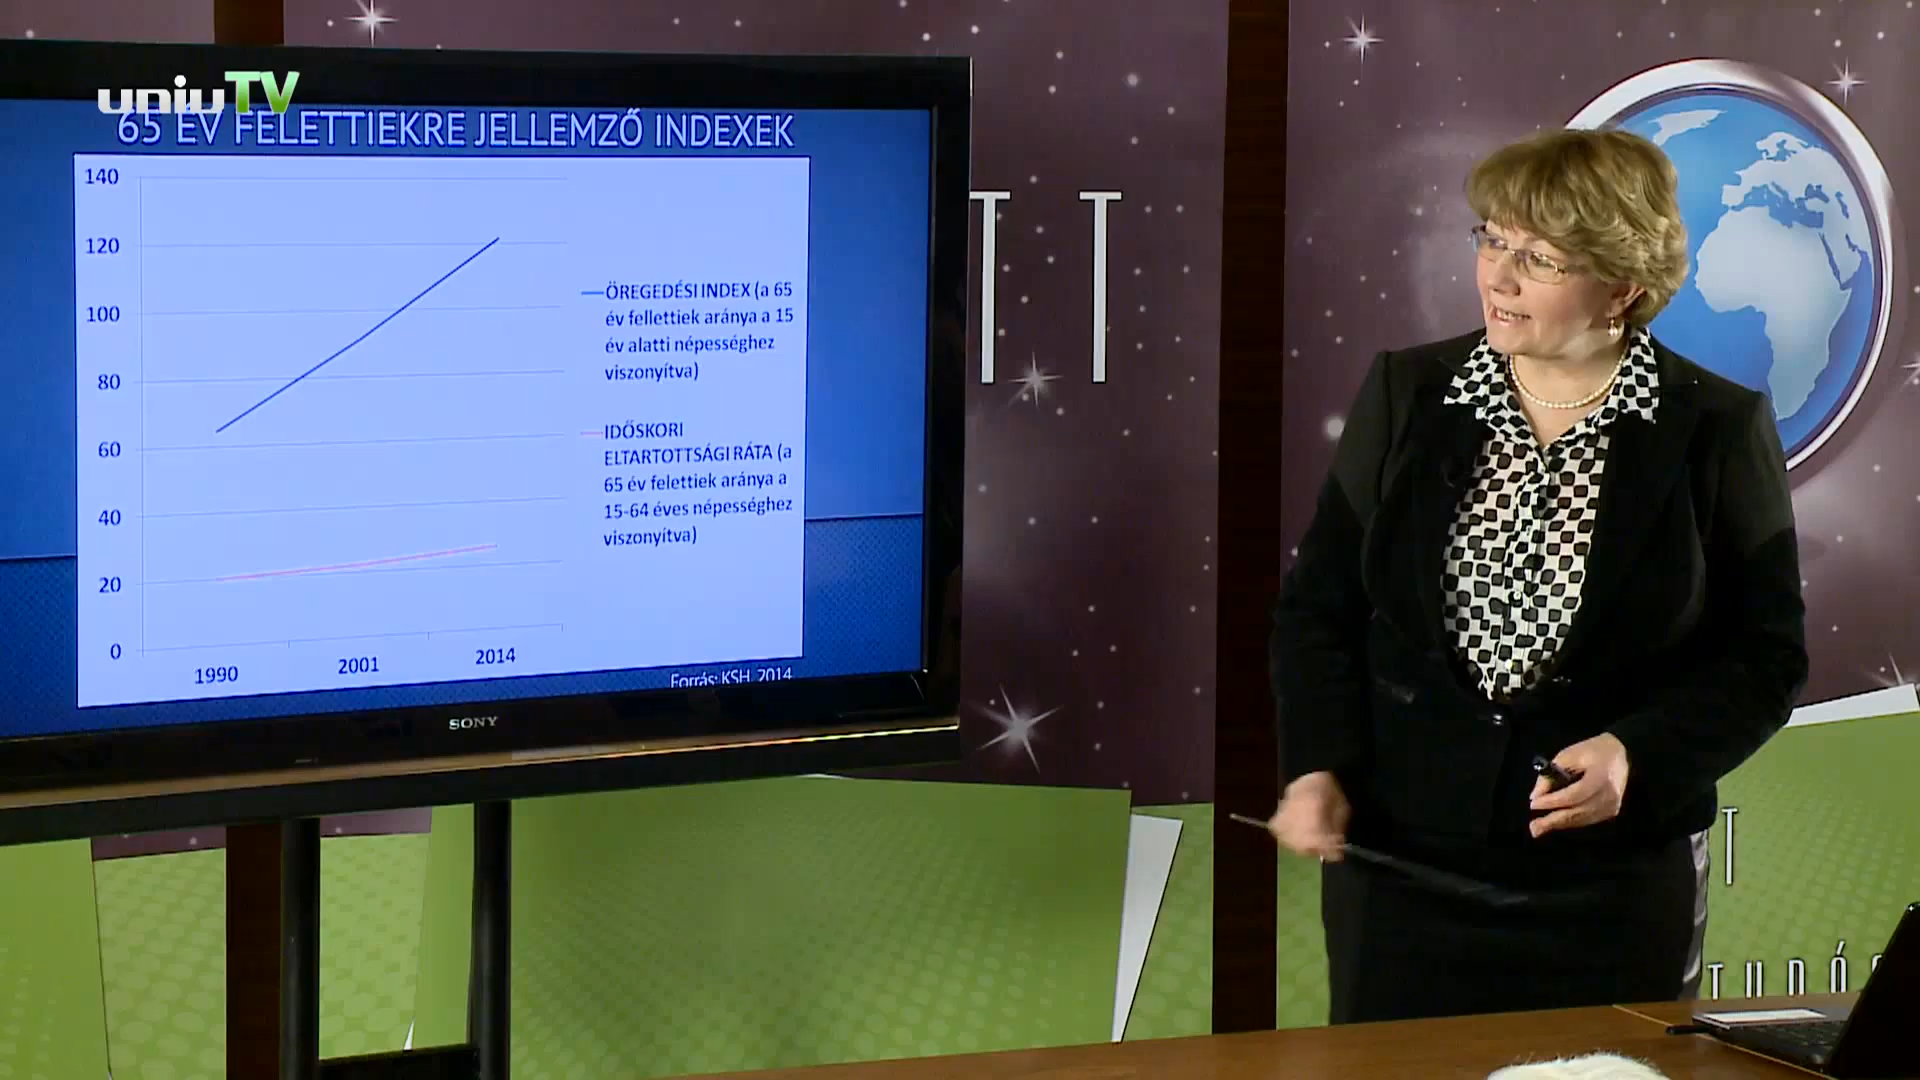 univTV
65 ÉV FELETTIEKRE JELLEMZŐ INDEXEK
140
120
100
80
60
40
20
0
1990
2001
2014
ÖREGEDÉSI INDEX (a 65
év fellettiek aránya a 15
év alatti népességhez
viszonyítva)
IDŐSKORI
ELTARTOTTSÁGI RÁTA (a
65 év felettiek aránya a
15-64 éves népességhez
viszonyítva)
Forrás: KSH, 2014
SONY
T T
T
TUDÁS